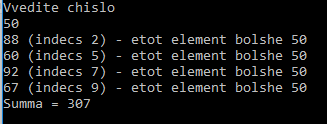 Vvedite chislo
50
88 (indecs 2) - etot element bolshe 50
60 (indecs 5) - etot element bolshe 50
92 (indecs 7) - etot element bolshe 50
67 (indecs 9) - etot element bolshe 50
Summa = 307